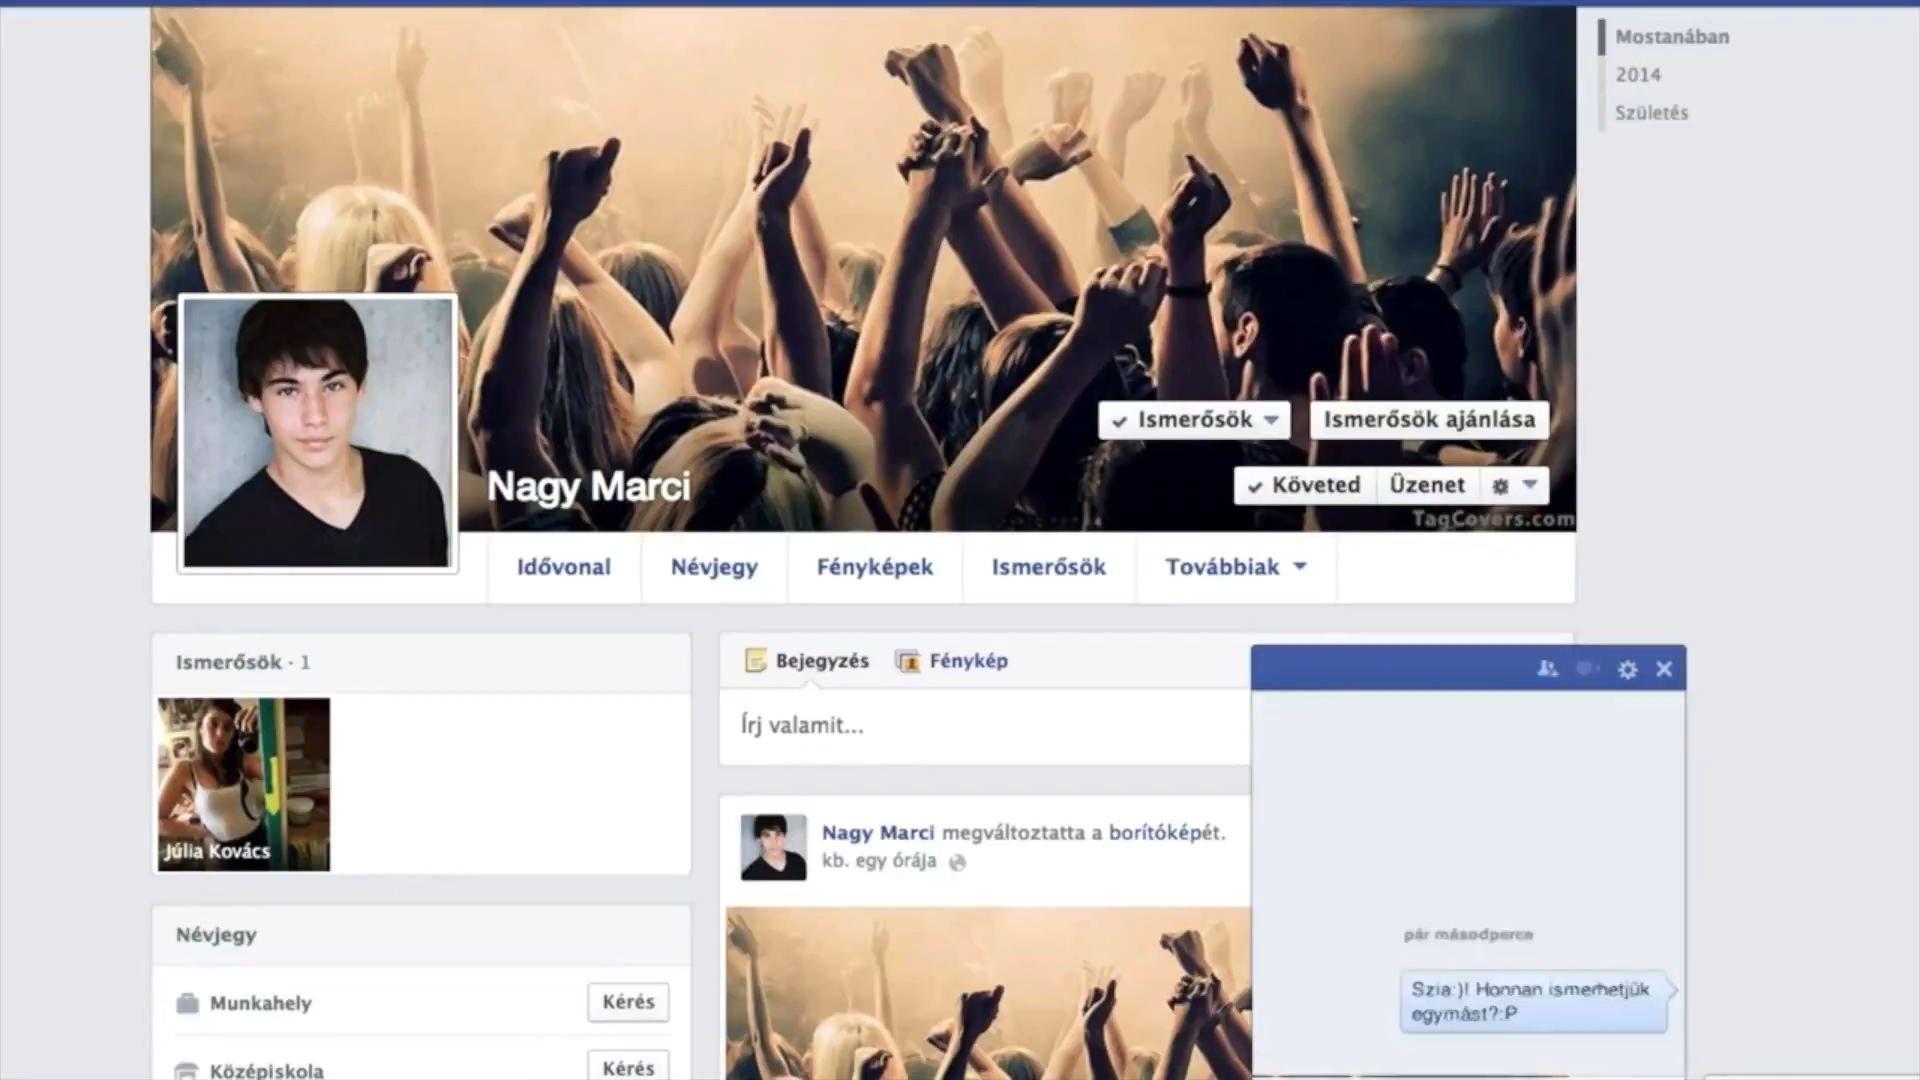 Mostanában
2014
Születés
Ismerősök
Ismerősök ajánlása
Nagy Marci
Követed
Üzenet
TagCovers.com
Idővonal
Névjegy
Fényképek
Ismerősök
Továbbiak
Ismerősök · 1
Júlia Kovács
Bejegyzés
Fénykép
Írj valamit...
Nagy Marci megváltoztatta a borítóképét.
kb. egy órája
Névjegy
Munkahely
Kérés
Középiskola
Kérés
pár másodperce
Szia:)! Honnan ismerhetjük
egymást?:P